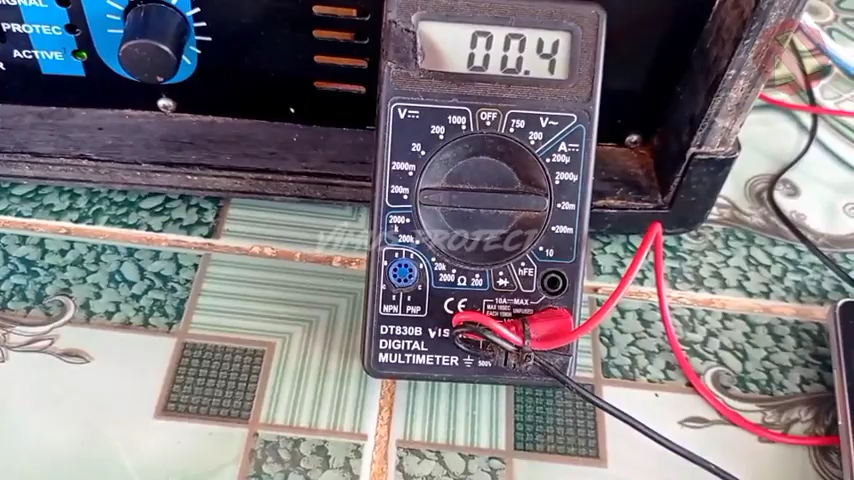 PROTEC
ACTIVE
00.4
V⎓ 1000 OFF 750 V~
200 200 A⎓
20 200µ
2000m 2000µ
200m 20m
2000k 200m
200k 10
20k 2000 Ω 200 hFE
NPN PNP
CE
10A⎓MAX
DT830B
DIGITAL
MULTIMETER
500V
PROJECT